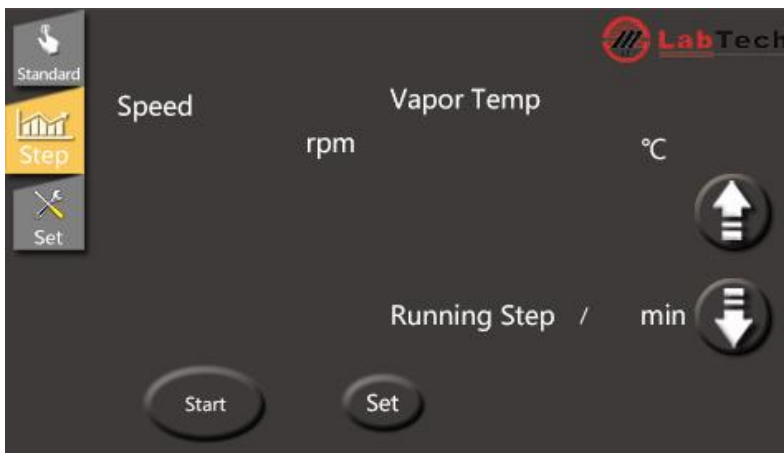 LabTech
Standard
Speed
Vapor Temp
rpm
℃
Step
Set
Running Step / min
Start
Set